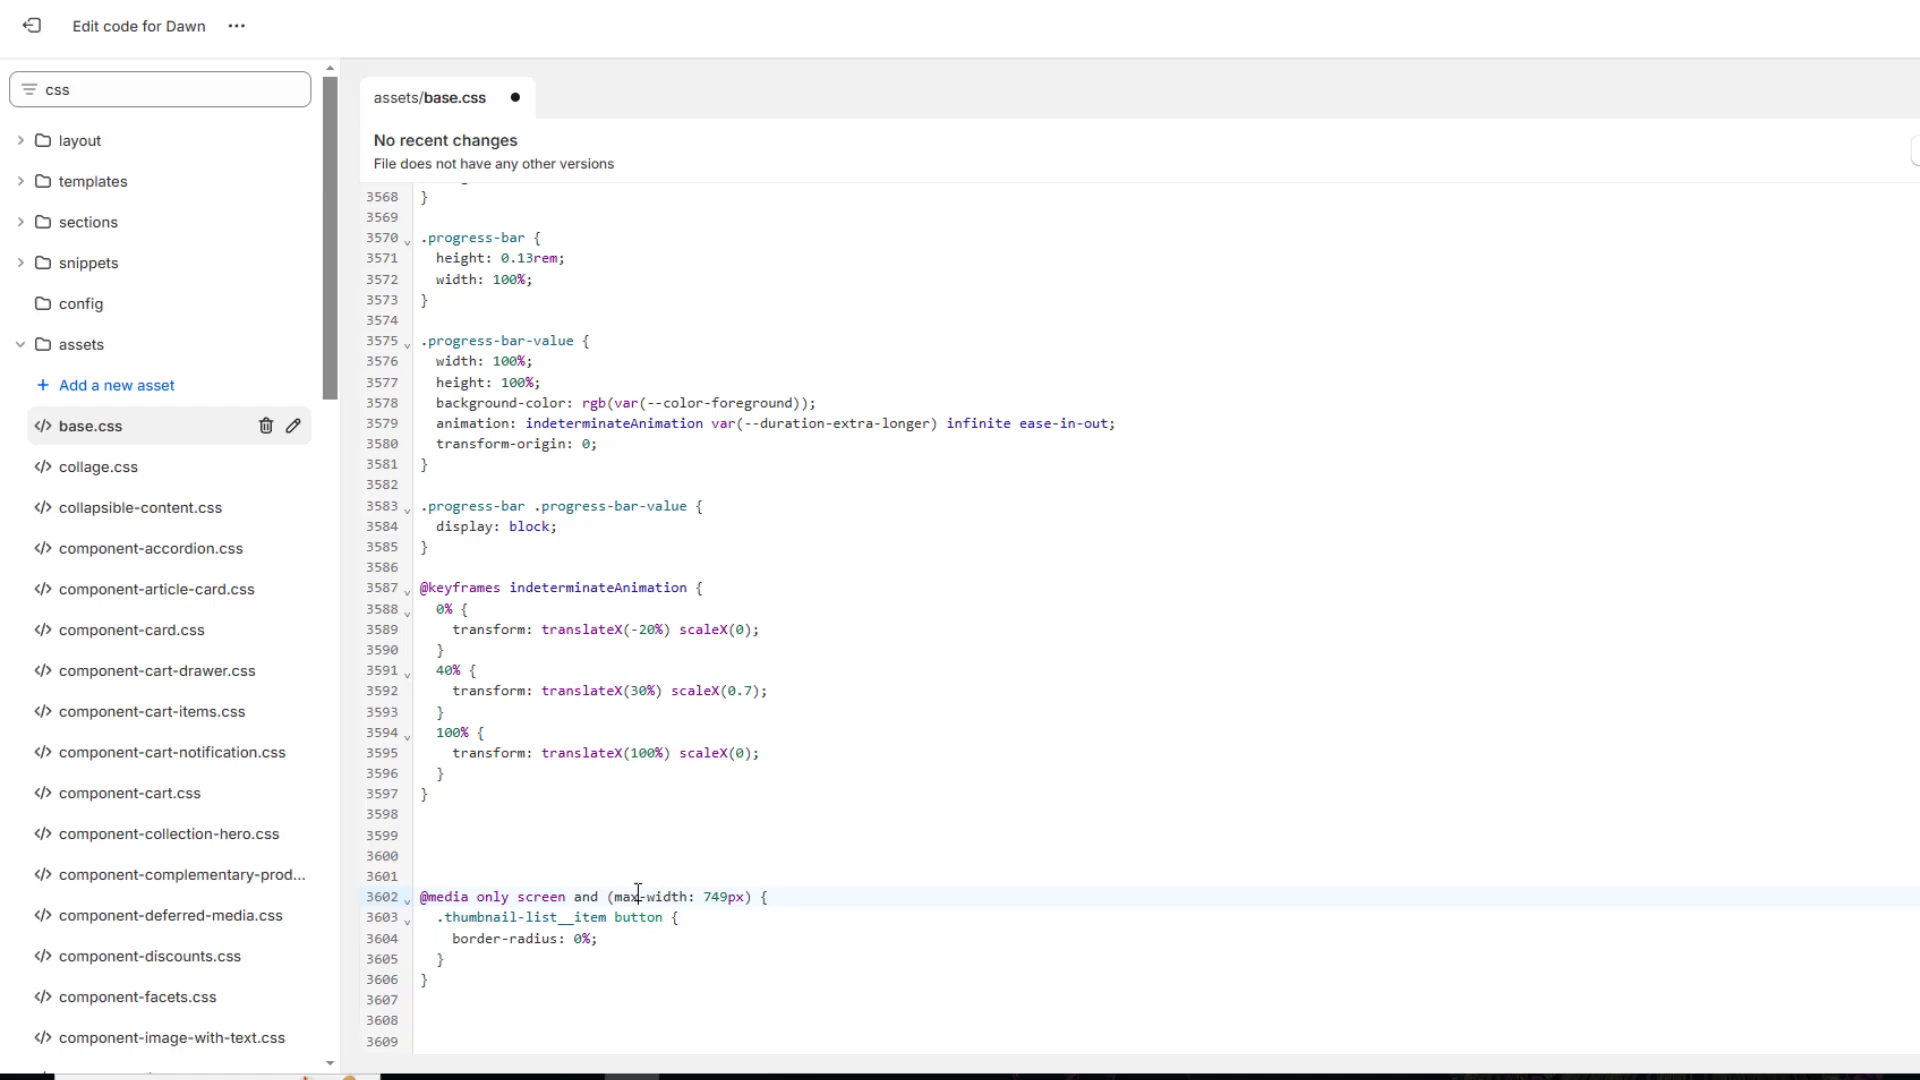 Edit code for Dawn
css
layout
templates
sections
snippets
config
assets
+ Add a new asset
</> base.css
</> collage.css
</> collapsible-content.css
</> component-accordion.css
</> component-article-card.css
</> component-card.css
</> component-cart-drawer.css
</> component-cart-items.css
</> component-cart-notification.css
</> component-cart.css
</> component-collection-hero.css
</> component-complementary-prod...
</> component-deferred-media.css
</> component-discounts.css
</> component-facets.css
</> component-image-with-text.css
assets/base.css
No recent changes
File does not have any other versions
3568 }
3569
3570 .progress-bar {
3571 height: 0.13rem;
3572 width: 100%;
3573 }
3574
3575 .progress-bar-value {
3576 width: 100%;
3577 height: 100%;
3578 background-color: rgb(var(--color-foreground));
3579 animation: indeterminateAnimation var(--duration-extra-longer) infinite ease-in-out;
3580 transform-origin: 0;
3581 }
3582
3583 .progress-bar .progress-bar-value {
3584 display: block;
3585 }
3586
3587 @keyframes indeterminateAnimation {
3588 0% {
3589 transform: translateX(-20%) scaleX(0);
3590 }
3591 40% {
3592 transform: translateX(30%) scaleX(0.7);
3593 }
3594 100% {
3595 transform: translateX(100%) scaleX(0);
3596 }
3597 }
3598
3599
3600
3601
3602 @media only screen and (max-width: 749px) {
3603 .thumbnail-list__item button {
3604 border-radius: 0%;
3605 }
3606 }
3607
3608
3609